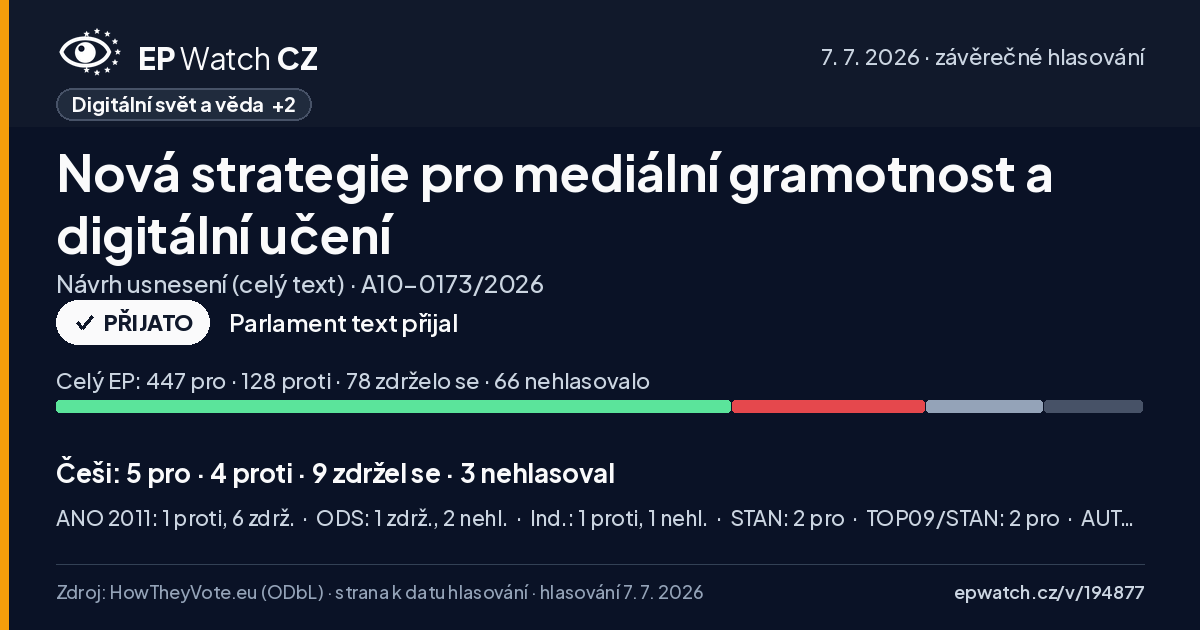 EP Watch CZ
7. 7. 2026 · závěrečné hlasování
Digitální svět a věda +2
Nová strategie pro mediální gramotnost a
digitální učení
Návrh usnesení (celý text) · A10–0173/2026
✓ PŘIJATO Parlament text přijal
Celý EP: 447 pro · 128 proti · 78 zdrželo se · 66 nehlasovalo
Češi: 5 pro · 4 proti · 9 zdržel se · 3 nehlasoval
ANO 2011: 1 proti, 6 zdrž. · ODS: 1 zdrž., 2 nehl. · Ind.: 1 proti, 1 nehl. · STAN: 2 pro · TOP09/STAN: 2 pro · AUT…
Zdroj: HowTheyVote.eu (ODbL) · strana k datu hlasování · hlasování 7. 7. 2026
epwatch.cz/v/194877